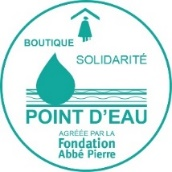 BOUTIQUE
SOLIDARITÉ
POINT D'EAU
AGRÉÉE PAR LA
Fondation
Abbé Pierre